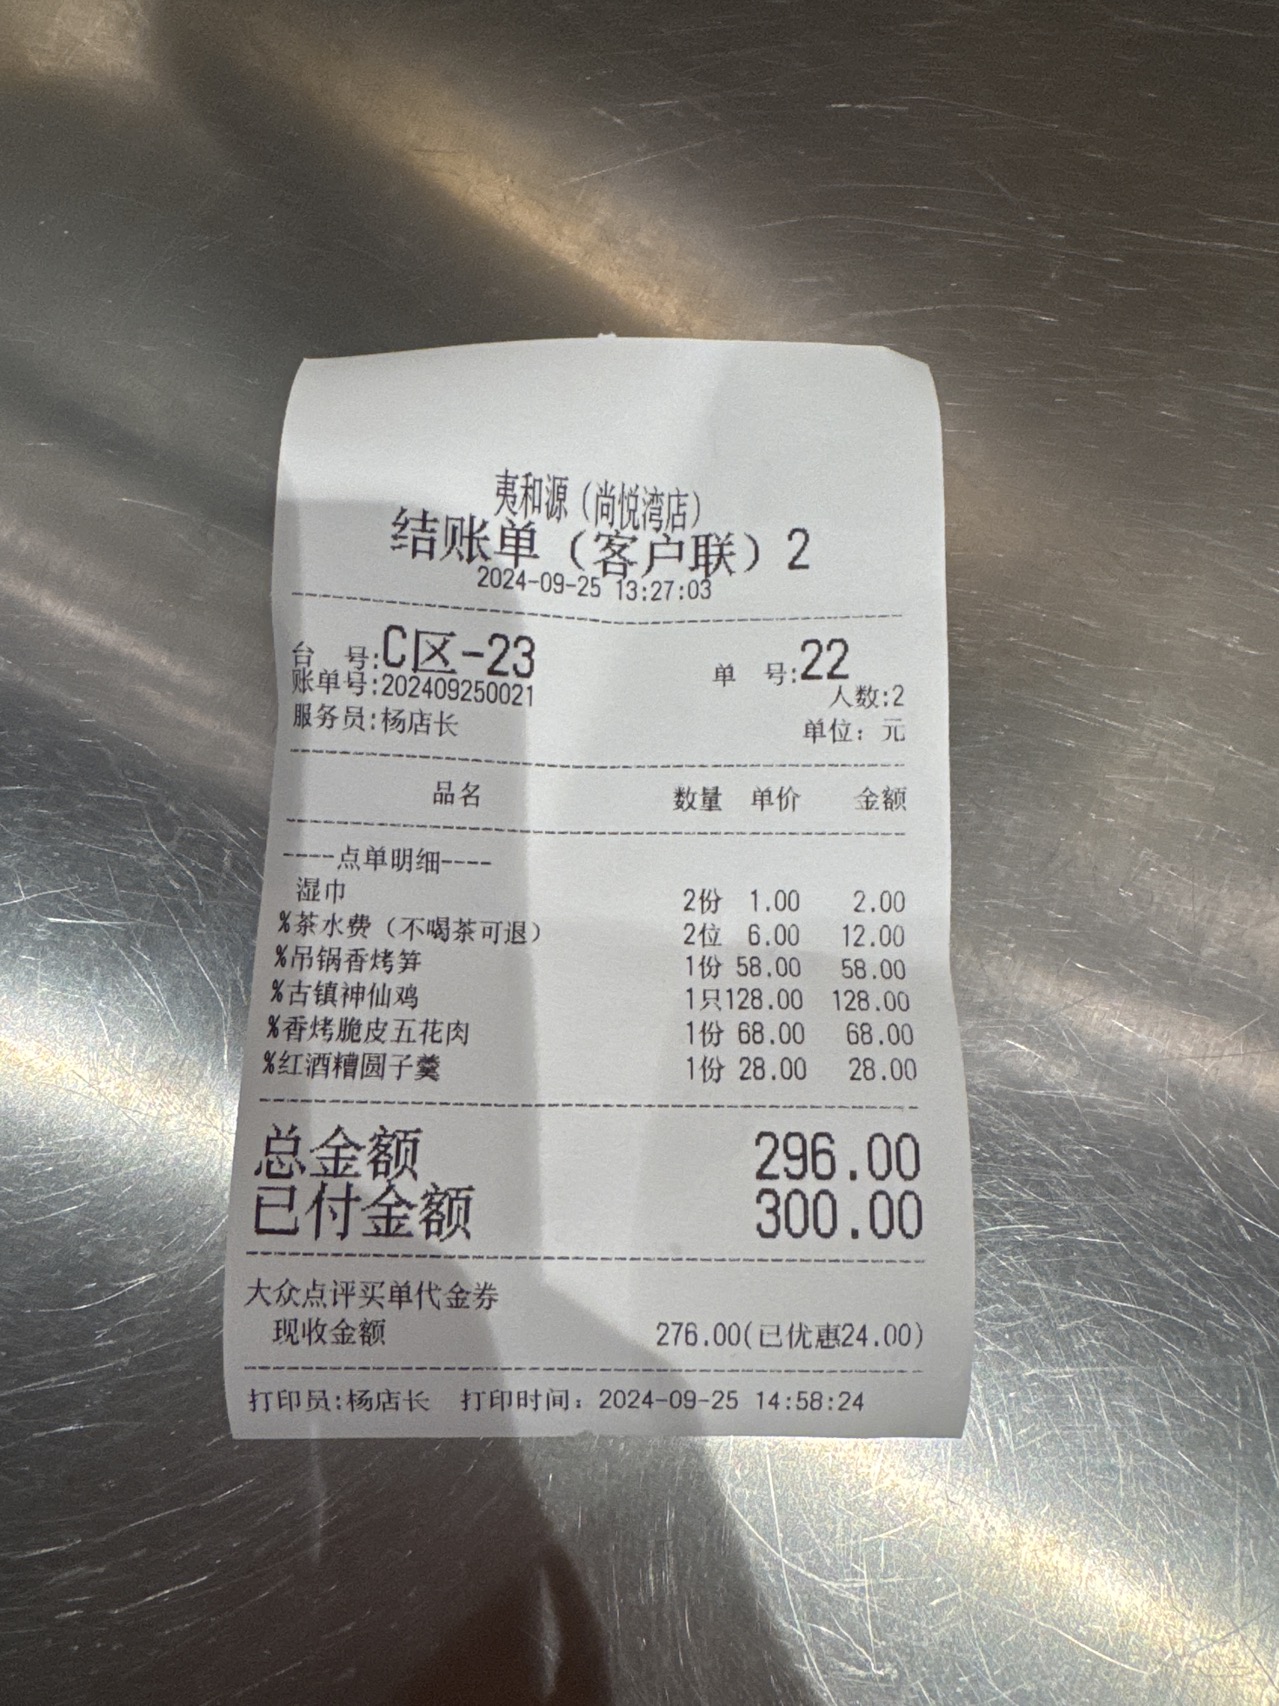 夷和源（尚悦湾店）
结账单（客户联）2
2024-09-25 13:27:03
台 号:C区-23 单 号:22
账单号:202409250021 人数:2
服务员:杨店长 单位：元
品名 数量 单价 金额
----点单明细----
湿巾 2份 1.00 2.00
%茶水费（不喝茶可退） 2位 6.00 12.00
%吊锅香烤笋 1份 58.00 58.00
%古镇神仙鸡 1只128.00 128.00
%香烤脆皮五花肉 1份 68.00 68.00
%红酒糟圆子羹 1份 28.00 28.00
总金额 296.00
已付金额 300.00
大众点评买单代金券
现收金额 276.00(已优惠24.00)
打印员:杨店长 打印时间：2024-09-25 14:58:24